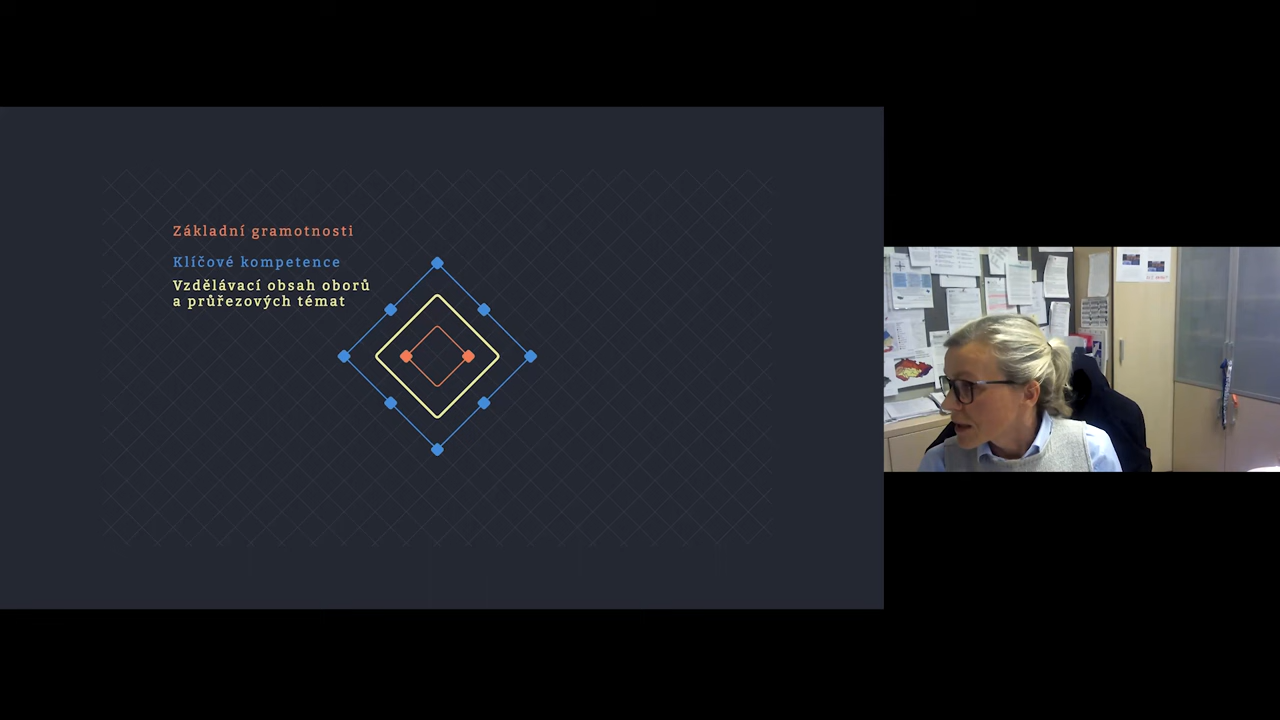 Základní gramotnosti
Klíčové kompetence
Vzdělávací obsah oborů
a průřezových témat